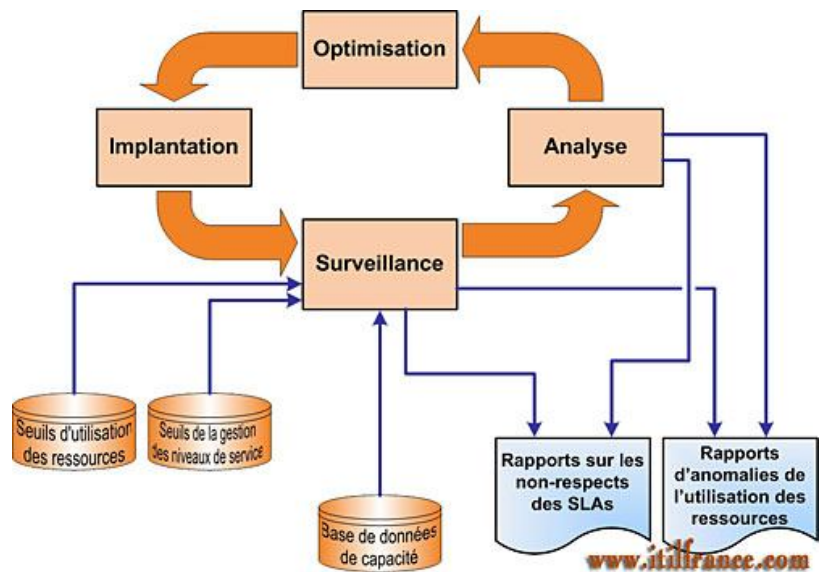 Optimisation
Implantation
Analyse
Surveillance
Seuils d'utilisation
des ressources
Seuils de la gestion
des niveaux de service
Base de données
de capacité
Rapports sur les
non-respects
des SLAs
Rapports
d'anomalies de
l'utilisation des
ressources
www.itilfrance.com